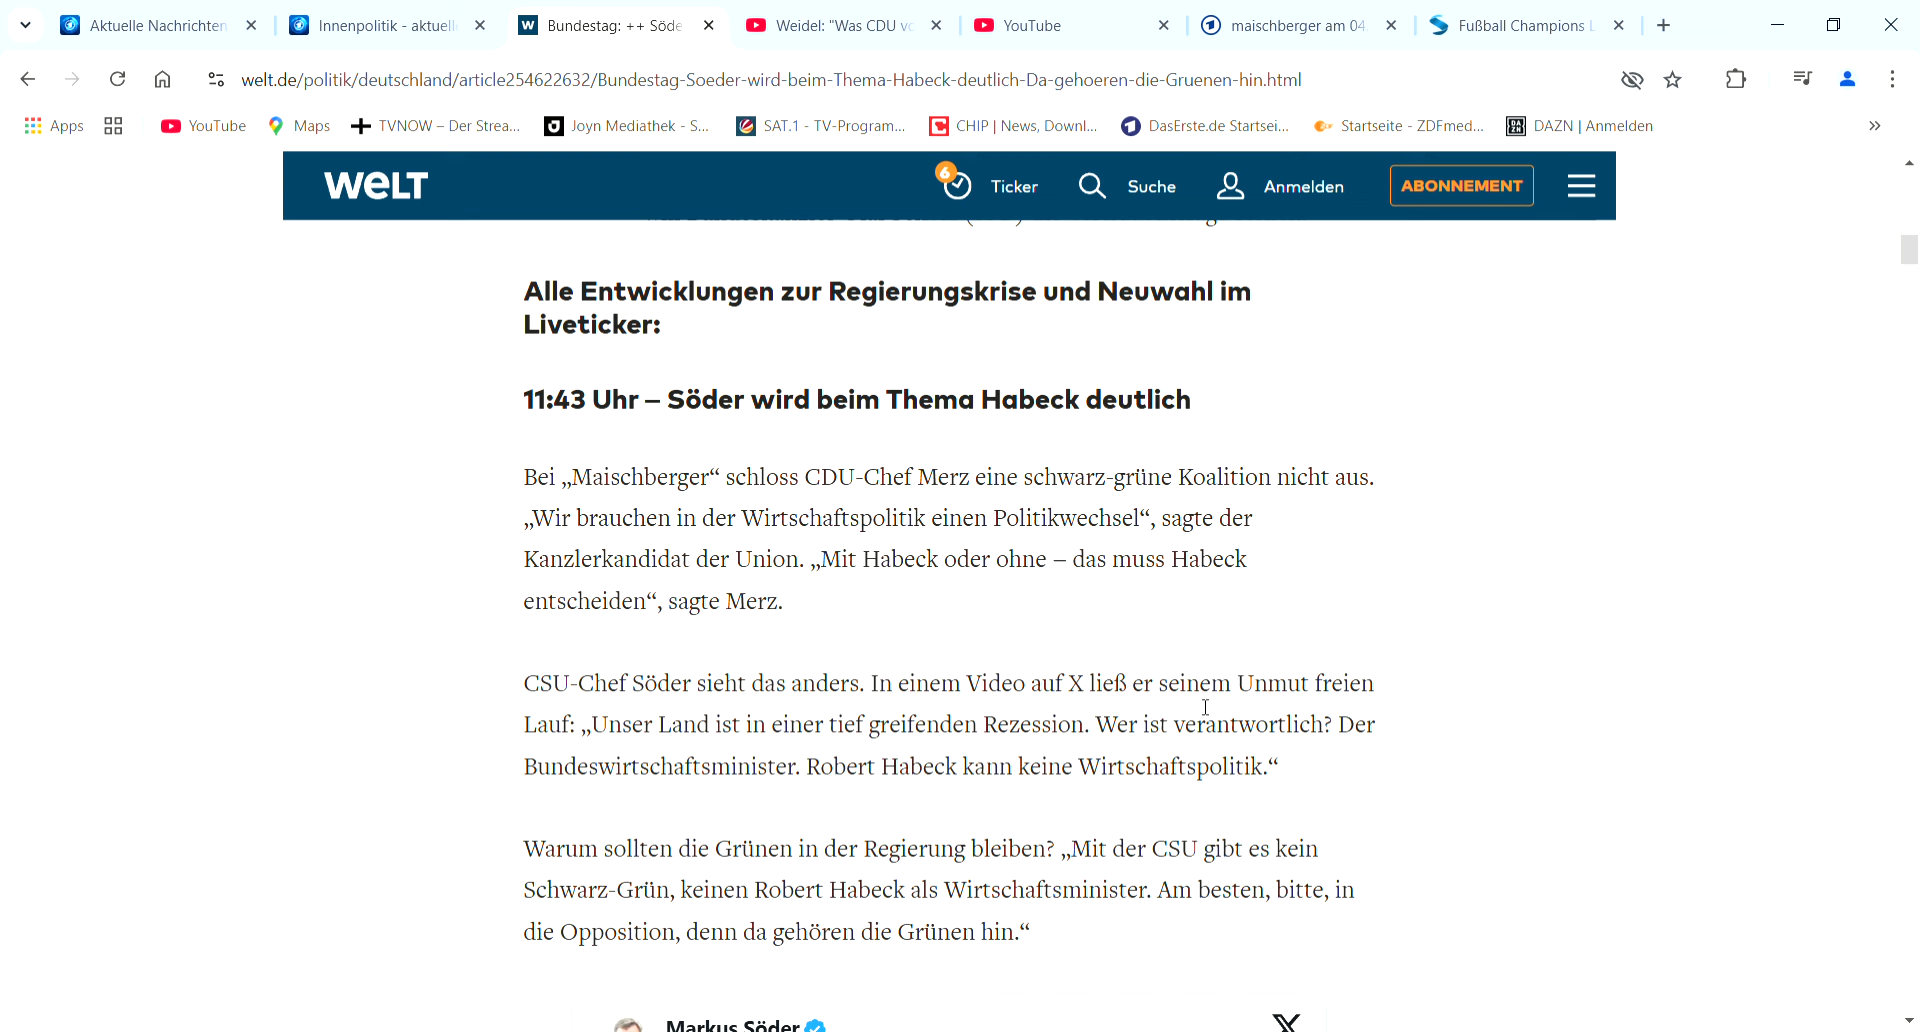 Aktuelle Nachrichten
Innenpolitik - aktuell
Bundestag: ++ Söde
Weidel: "Was CDU vo
YouTube
maischberger am 04.
Fußball Champions L
welt.de/politik/deutschland/article254622632/Bundestag-Soeder-wird-beim-Thema-Habeck-deutlich-Da-gehoeren-die-Gruenen-hin.html
Apps
YouTube
Maps
TVNOW – Der Strea...
Joyn Mediathek - S...
SAT.1 - TV-Program...
CHIP | News, Downl...
DasErste.de Startsei...
Startseite - ZDFmed...
DAZN | Anmelden
WELT
6
Ticker
Suche
Anmelden
ABONNEMENT
Alle Entwicklungen zur Regierungskrise und Neuwahl im
Liveticker:
11:43 Uhr – Söder wird beim Thema Habeck deutlich
Bei „Maischberger“ schloss CDU-Chef Merz eine schwarz-grüne Koalition nicht aus.
„Wir brauchen in der Wirtschaftspolitik einen Politikwechsel“, sagte der
Kanzlerkandidat der Union. „Mit Habeck oder ohne – das muss Habeck
entscheiden“, sagte Merz.
CSU-Chef Söder sieht das anders. In einem Video auf X ließ er seinem Unmut freien
Lauf: „Unser Land ist in einer tief greifenden Rezession. Wer ist verantwortlich? Der
Bundeswirtschaftsminister. Robert Habeck kann keine Wirtschaftspolitik.“
Warum sollten die Grünen in der Regierung bleiben? „Mit der CSU gibt es kein
Schwarz-Grün, keinen Robert Habeck als Wirtschaftsminister. Am besten, bitte, in
die Opposition, denn da gehören die Grünen hin.“
Markus Söder